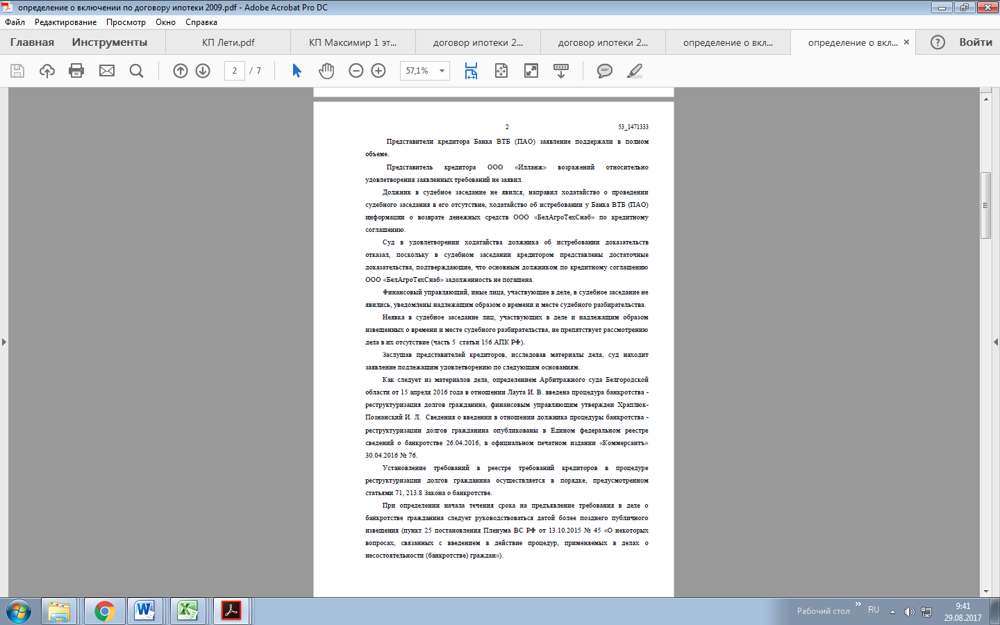 определение о включении по договору ипотеки 2009.pdf - Adobe Acrobat Pro DC
Файл Редактирование Просмотр Окно Справка
Главная Инструменты КП Лети.pdf КП Максимир 1 эт... договор ипотеки 2... договор ипотеки 2... определение о вкл... определение о вкл... × ? Войти
2 / 7 57,1%
2 53_1471333
Представители кредитора Банка ВТБ (ПАО) заявление поддержали в полном
объеме.
Представитель кредитора ООО «Илланж» возражений относительно
удовлетворения заявленных требований не заявил.
Должник в судебное заседание не явился, направил ходатайство о проведении
судебного заседания в его отсутствие, ходатайство об истребовании у Банка ВТБ (ПАО)
информации о возврате денежных средств ООО «БелАгроТехСнаб» по кредитному
соглашению.
Суд в удовлетворении ходатайства должника об истребовании доказательств
отказал, поскольку в судебном заседании кредитором представлены достаточные
доказательства, подтверждающие, что основным должником по кредитному соглашению
ООО «БелАгроТехСнаб» задолженность не погашена.
Финансовый управляющий, иные лица, участвующие в деле, в судебное заседание не
явились, уведомлены надлежащим образом о времени и месте судебного разбирательства.
Неявка в судебное заседание лиц, участвующих в деле и надлежащим образом
извещенных о времени и месте судебного разбирательства, не препятствует рассмотрению
дела в их отсутствие (часть 5 статьи 156 АПК РФ).
Заслушав представителей кредиторов, исследовав материалы дела, суд находит
заявление подлежащим удовлетворению по следующим основаниям.
Как следует из материалов дела, определением Арбитражного суда Белгородской
области от 15 апреля 2016 года в отношении Лаута И. В. введена процедура банкротства -
реструктуризация долгов гражданина, финансовым управляющим утвержден Храплюк-
Познанский И. Л. Сведения о введении в отношении должника процедуры банкротства -
реструктуризации долгов гражданина опубликованы в Едином федеральном реестре
сведений о банкротстве 26.04.2016, в официальном печатном издании «Коммерсантъ»
30.04.2016 № 76.
Установление требований в реестре требований кредиторов в процедуре
реструктуризации долгов гражданина осуществляется в порядке, предусмотренном
статьями 71, 213.8 Закона о банкротстве.
При определении начала течения срока на предъявление требования в деле о
банкротстве гражданина следует руководствоваться датой более позднего публичного
извещения (пункт 25 постановления Пленума ВС РФ от 13.10.2015 № 45 «О некоторых
вопросах, связанных с введением в действие процедур, применяемых в делах о
несостоятельности (банкротстве) граждан»).
Рабочий стол » RU 9:41
29.08.2017